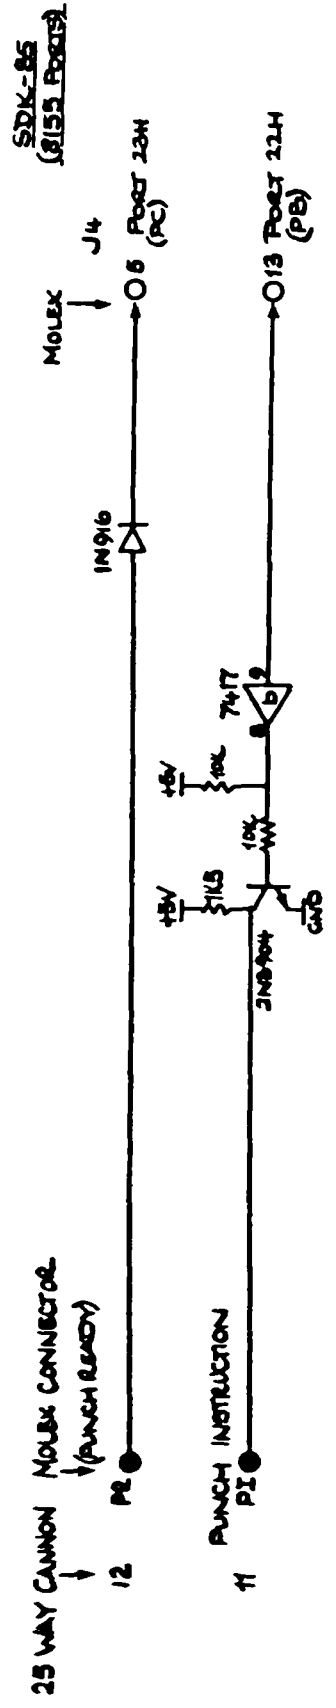 SDK-85
(8155 PORTS)
25 WAY CANNON
MOLEX CONNECTOR
MOLEX
J4
12
PR
(PUNCH READY)
1N916
5
PORT 23H
(PC)
11
PI
PUNCH INSTRUCTION
+5V
1K5
2N3904
GND
+5V
10K
10K
7417
8
b
9
13
PORT 22H
(PB)